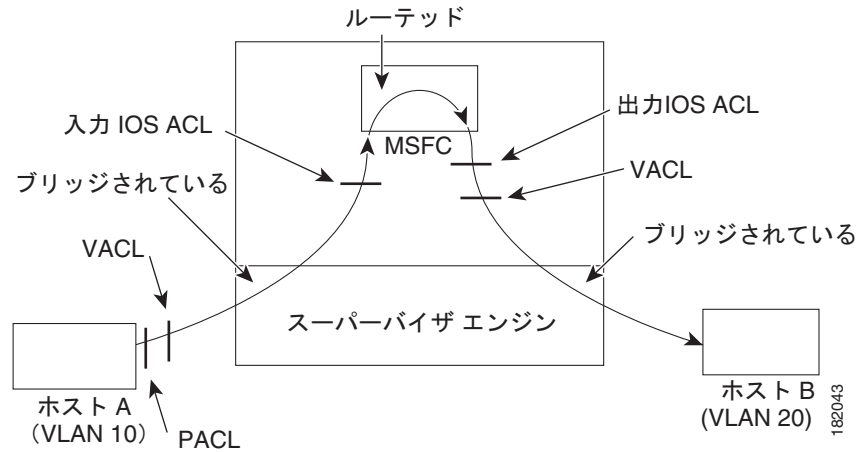 ルーテッド
入力 IOS ACL
出力IOS ACL
MSFC
VACL
ブリッジされている
ブリッジされている
VACL
スーパーバイザ エンジン
ホスト A
（VLAN 10）
PACL
ホスト B
(VLAN 20)
182043